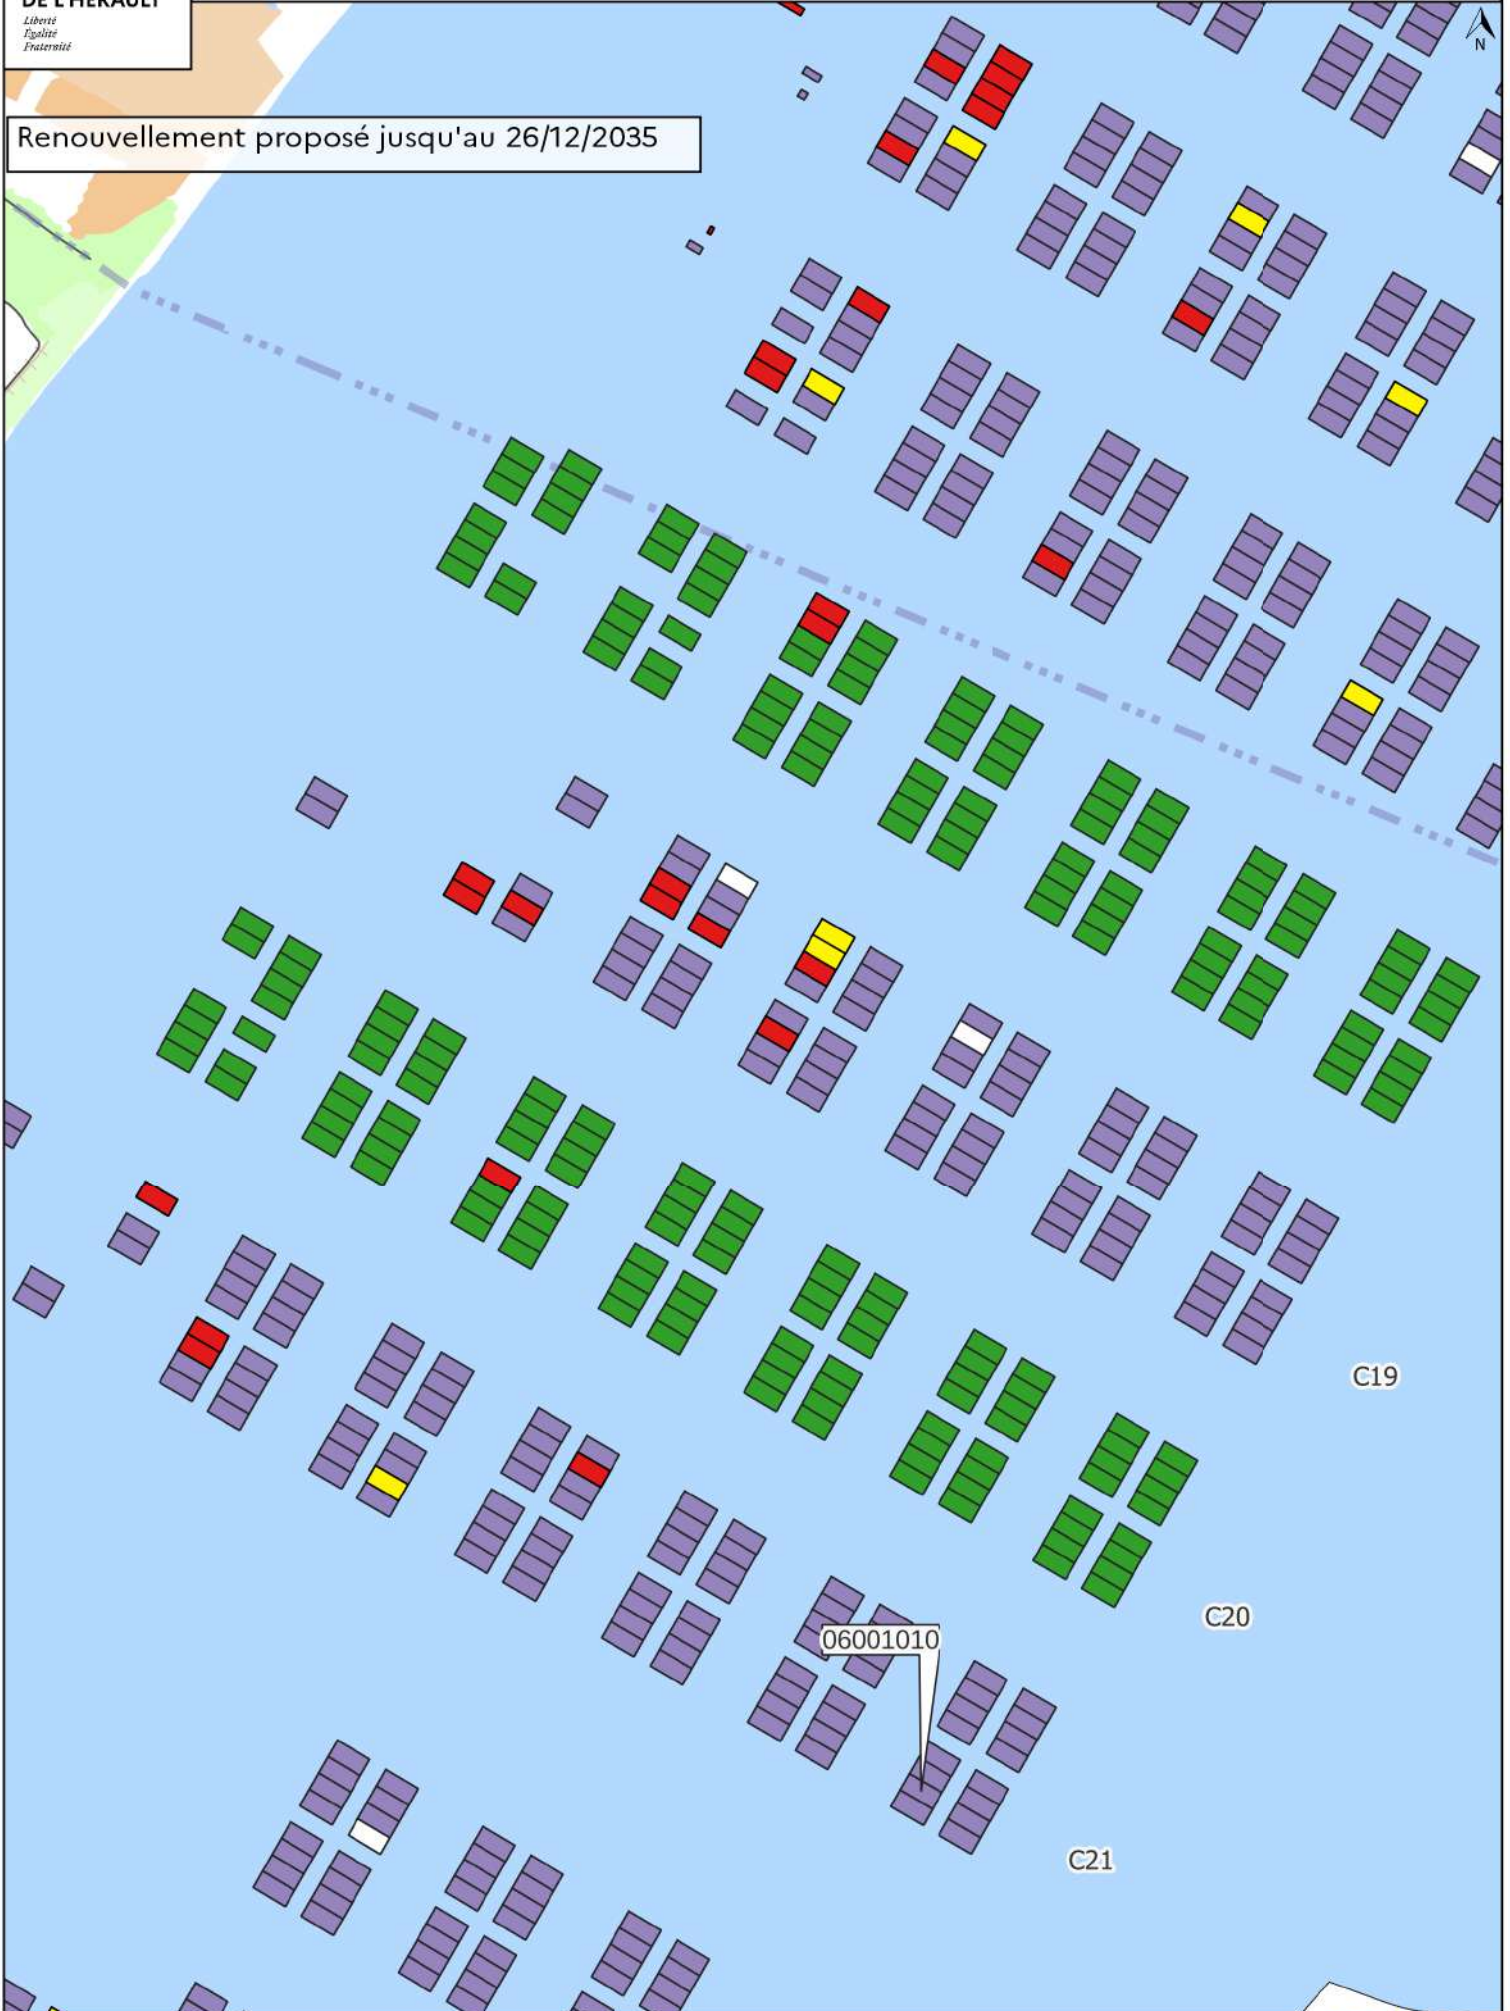 DE L'HÉRAULT
Liberté
Égalité
Fraternité
N
Renouvellement proposé jusqu'au 26/12/2035
C19
C20
06001010
C21